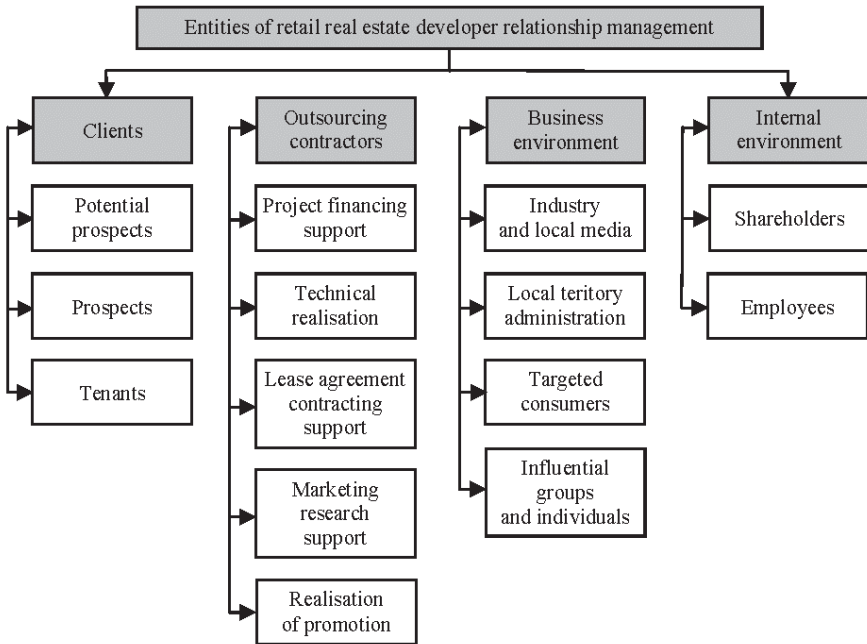 Entities of retail real estate developer relationship management
Clients
Potential
prospects
Prospects
Tenants
Outsourcing
contractors
Project financing
support
Technical
realisation
Lease agreement
contracting
support
Marketing
research
support
Realisation
of promotion
Business
environment
Industry
and local media
Local teritory
administration
Targeted
consumers
Influential
groups
and individuals
Internal
environment
Shareholders
Employees